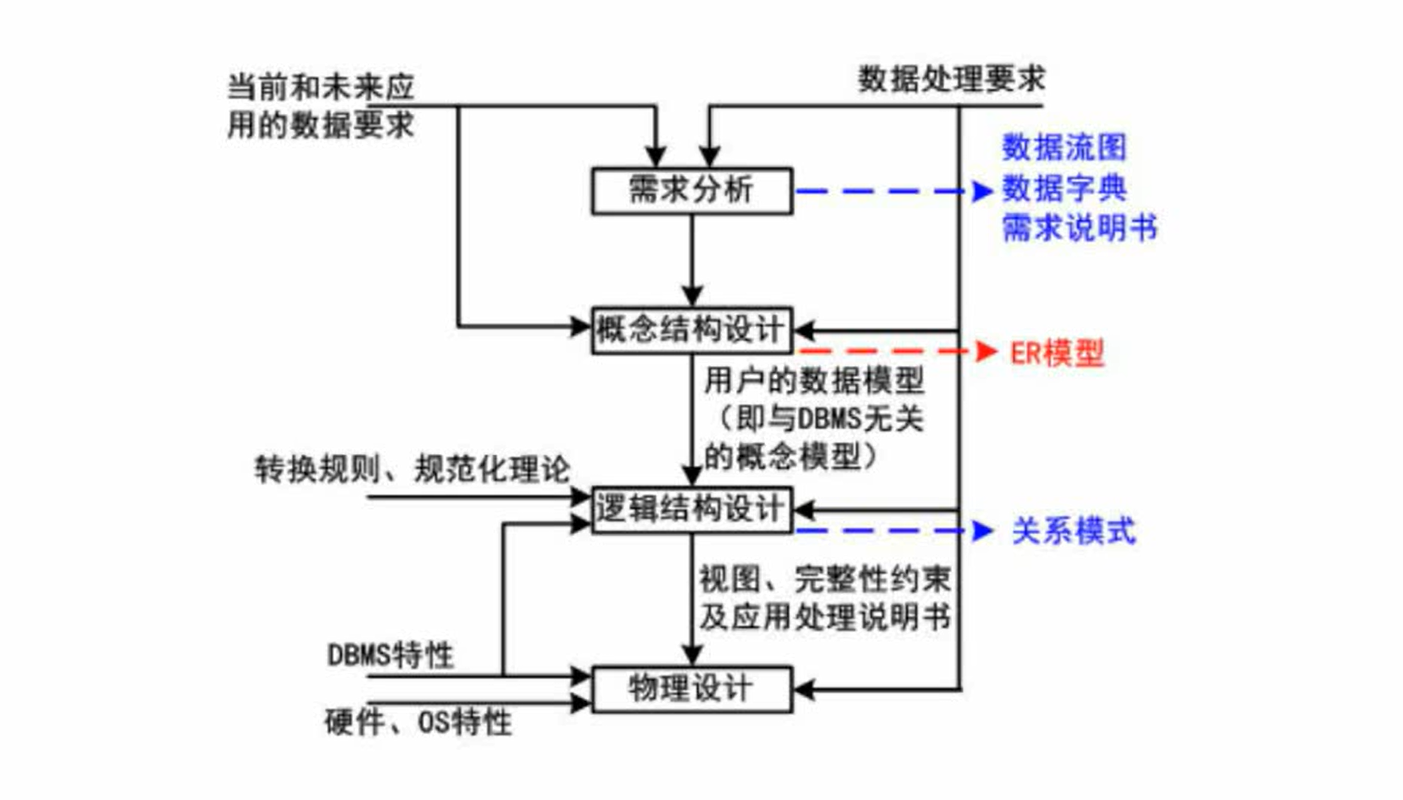 当前和未来应
用的数据要求
数据处理要求
数据流图
需求分析
数据字典
需求说明书
概念结构设计
ER模型
用户的数据模型
（即与DBMS无关
的概念模型）
转换规则、规范化理论
逻辑结构设计
关系模式
视图、完整性约束
及应用处理说明书
DBMS特性
物理设计
硬件、OS特性